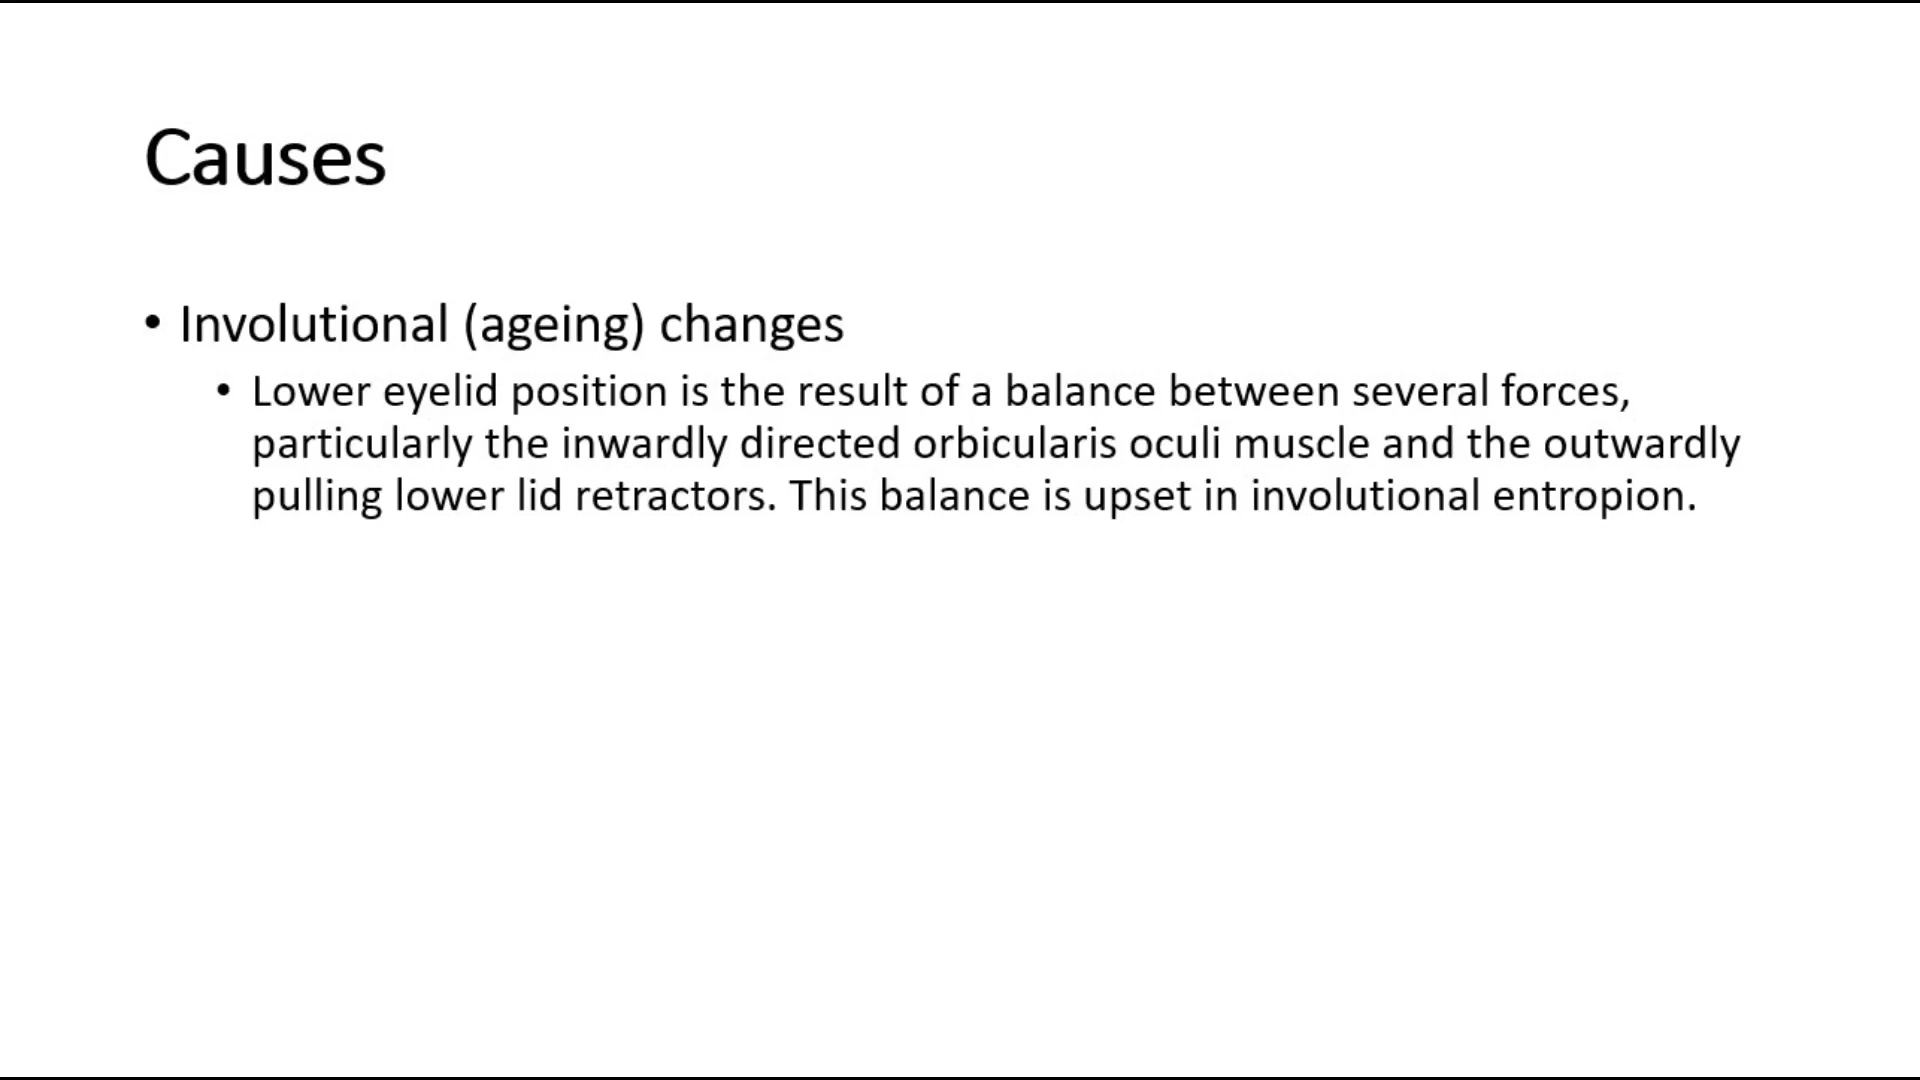 Causes
• Involutional (ageing) changes
• Lower eyelid position is the result of a balance between several forces,
particularly the inwardly directed orbicularis oculi muscle and the outwardly
pulling lower lid retractors. This balance is upset in involutional entropion.